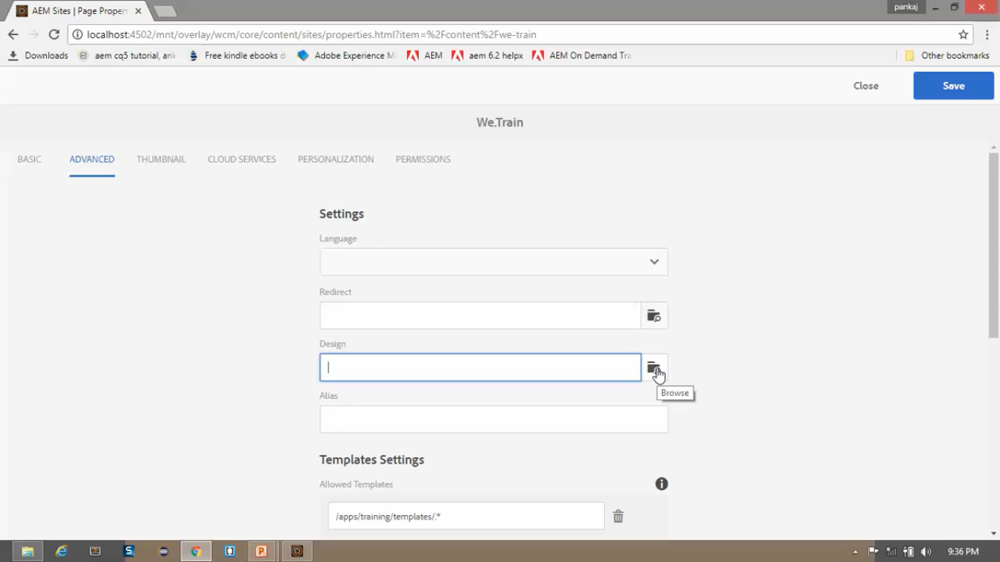 AEM Sites | Page Proper
pankaj
localhost:4502/mnt/overlay/wcm/core/content/sites/properties.html?item=%2Fcontent%2Fwe-train
Downloads aem cq5 tutorial, ank Free kindle ebooks d Adobe Experience M AEM aem 6.2 helpx AEM On Demand Tra Other bookmarks
Close Save
We.Train
BASIC ADVANCED THUMBNAIL CLOUD SERVICES PERSONALIZATION PERMISSIONS
Settings
Language
Redirect
Design
Browse
Alias
Templates Settings
Allowed Templates
/apps/training/templates/.*
9:36 PM